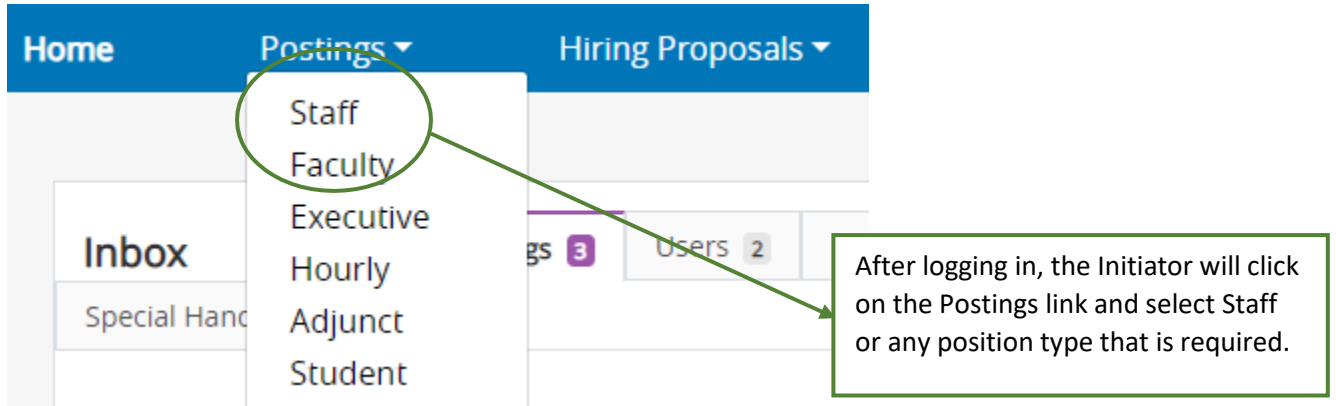 Home Postings Hiring Proposals
Staff
Faculty
Executive
Inbox gs 3 Users 2
Hourly
Special Hand
Adjunct
Student
After logging in, the Initiator will click
on the Postings link and select Staff
or any position type that is required.